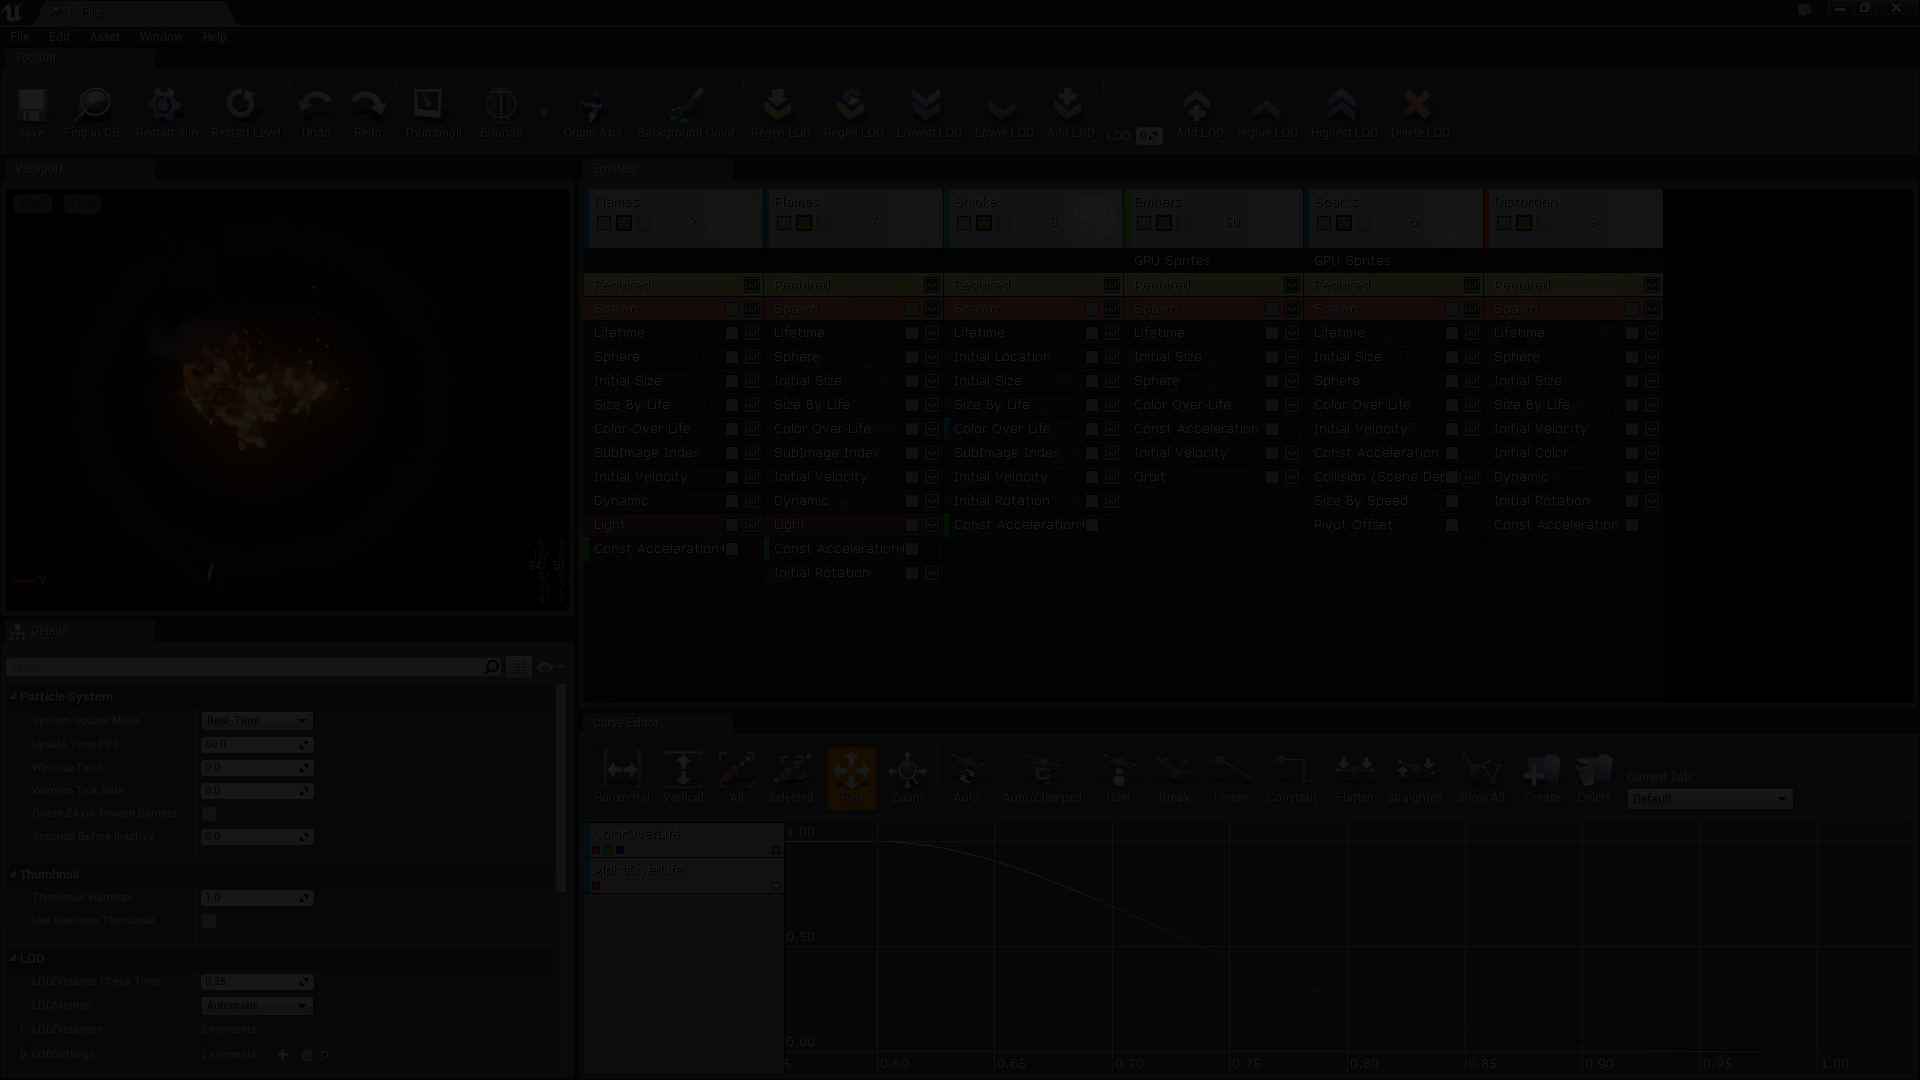 P_Fire
File Edit Asset Window Help
Toolbar
Save Find in CB Restart Sim Restart Level Undo Redo Thumbnail Bounds Origin Axis Background Color Regen LOD Regen LOD Lowest LOD Lower LOD Add LOD LOD 0 Add LOD Higher LOD Highest LOD Delete LOD
Viewport
View Time
Y
Emitters
Flames Flames Smoke Embers Sparks Distortion
7 7 3 50 9
GPU Sprites GPU Sprites
Required Required Required Required Required Required
Spawn Spawn Spawn Spawn Spawn Spawn
Lifetime Lifetime Lifetime Lifetime Lifetime Lifetime
Sphere Sphere Initial Location Initial Size Initial Size Sphere
Initial Size Initial Size Initial Size Sphere Sphere Initial Size
Size By Life Size By Life Size By Life Color Over Life Color Over Life Size By Life
Color Over Life Color Over Life Color Over Life Const Acceleration Initial Velocity Initial Velocity
SubImage Index SubImage Index SubImage Index Initial Velocity Const Acceleration Initial Color
Initial Velocity Initial Velocity Initial Velocity Orbit Collision (Scene Dep Dynamic
Dynamic Dynamic Initial Rotation Size By Speed Initial Rotation
Light Light Const Acceleration+ Pivot Offset Const Acceleration
Const Acceleration+ Const Acceleration+
Initial Rotation
Details
Search
Particle System
System Update Mode Real-Time
Update Time FPS 60.0
Warmup Time 0.0
Warmup Tick Rate 0.0
Orient ZAxis Toward Camera
Seconds Before Inactive 0.0
Thumbnail
Thumbnail Warmup 1.0
Use Realtime Thumbnail
LOD
LODDistance Check Time 0.25
LODMethod Automatic
LODDistances 2 elements
LODSettings 2 elements
Curve Editor
Horizontal Vertical All Selected Pan Zoom Auto Auto/Clamped User Break Linear Constant Flatten Straighten Show All Create Delete
Current Tab:
Default
ColorOverLife
AlphaOverLife
1.00
0.50
0.00
5 0.60 0.65 0.70 0.75 0.80 0.85 0.90 0.95 1.00